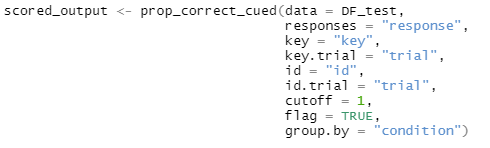 scored_output <- prop_correct_cued(data = DF_test,
responses = "response",
key = "key",
key.trial = "trial",
id = "id",
id.trial = "trial",
cutoff = 1,
flag = TRUE,
group.by = "condition")